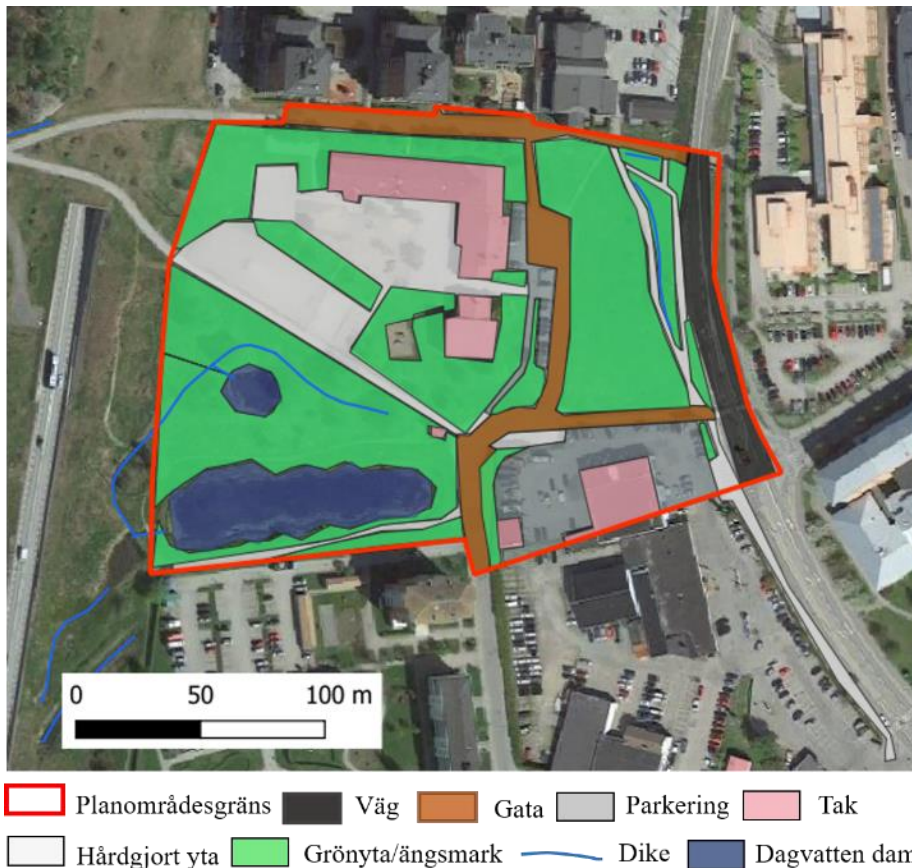 0 50 100 m
Planområdesgräns Väg Gata Parkering Tak
Hårdgjort yta Grönyta/ängsmark Dike Dagvatten dam